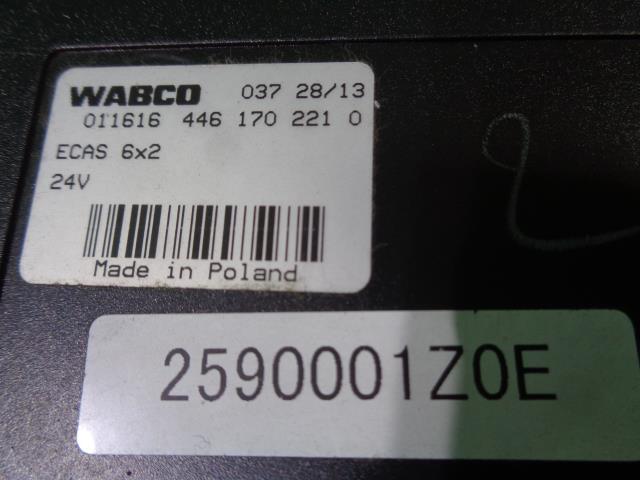 WABCO 037 28/13
011616 446 170 221 0
ECAS 6x2
24V
Made in Poland
2590001Z0E